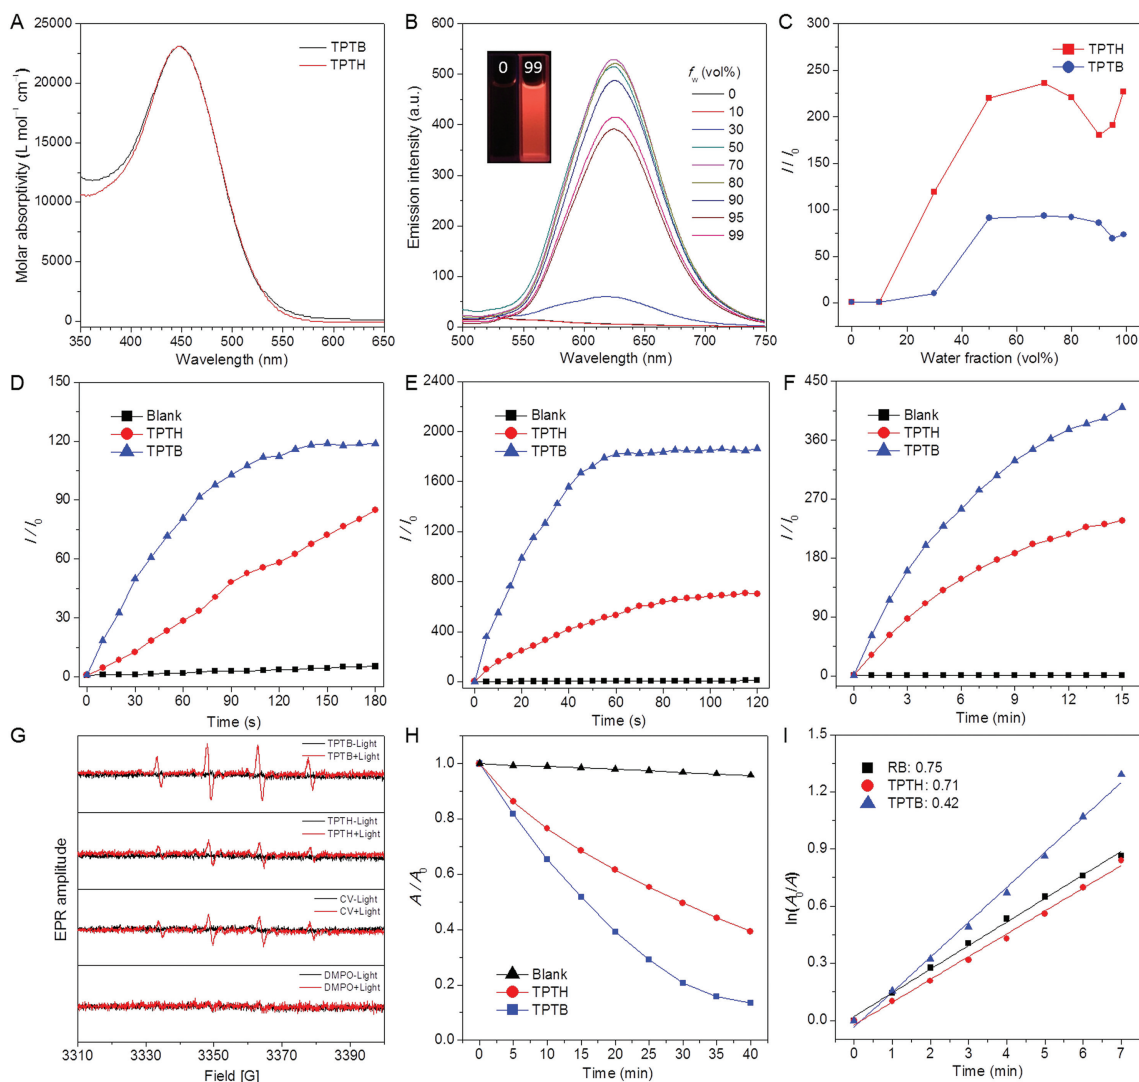 A
25000
20000
15000
10000
5000
0
Molar absorptivity (L mol⁻¹ cm⁻¹)
TPTB
TPTH
350 400 450 500 550 600 650
Wavelength (nm)
B
600
500
400
300
200
100
0
Emission intensity (a.u.)
0 99
fw (vol%)
0
10
30
50
70
80
90
95
99
500 550 600 650 700 750
Wavelength (nm)
C
300
250
200
150
100
50
0
I / I0
TPTH
TPTB
0 20 40 60 80 100
Water fraction (vol%)
D
150
120
90
60
30
0
I / I0
Blank
TPTH
TPTB
0 30 60 90 120 150 180
Time (s)
E
2400
1800
1200
400
0
I / I0
Blank
TPTH
TPTB
0 20 40 60 80 100 120
Time (s)
F
450
360
270
180
90
0
I / I0
Blank
TPTH
TPTB
0 3 6 9 12 15
Time (min)
G
EPR amplitude
TPTB-Light
TPTB+Light
TPTH-Light
TPTH+Light
CV-Light
CV+Light
DMPO-Light
DMPO+Light
3310 3330 3350 3370 3390
Field [G]
H
1.0
0.8
0.6
0.4
0.2
0.0
A / A0
Blank
TPTH
TPTB
0 5 10 15 20 25 30 35 40
Time (min)
I
1.5
1.2
0.9
0.6
0.3
0.0
ln(A0/A)
RB: 0.75
TPTH: 0.71
TPTB: 0.42
0 1 2 3 4 5 6 7
Time (min)